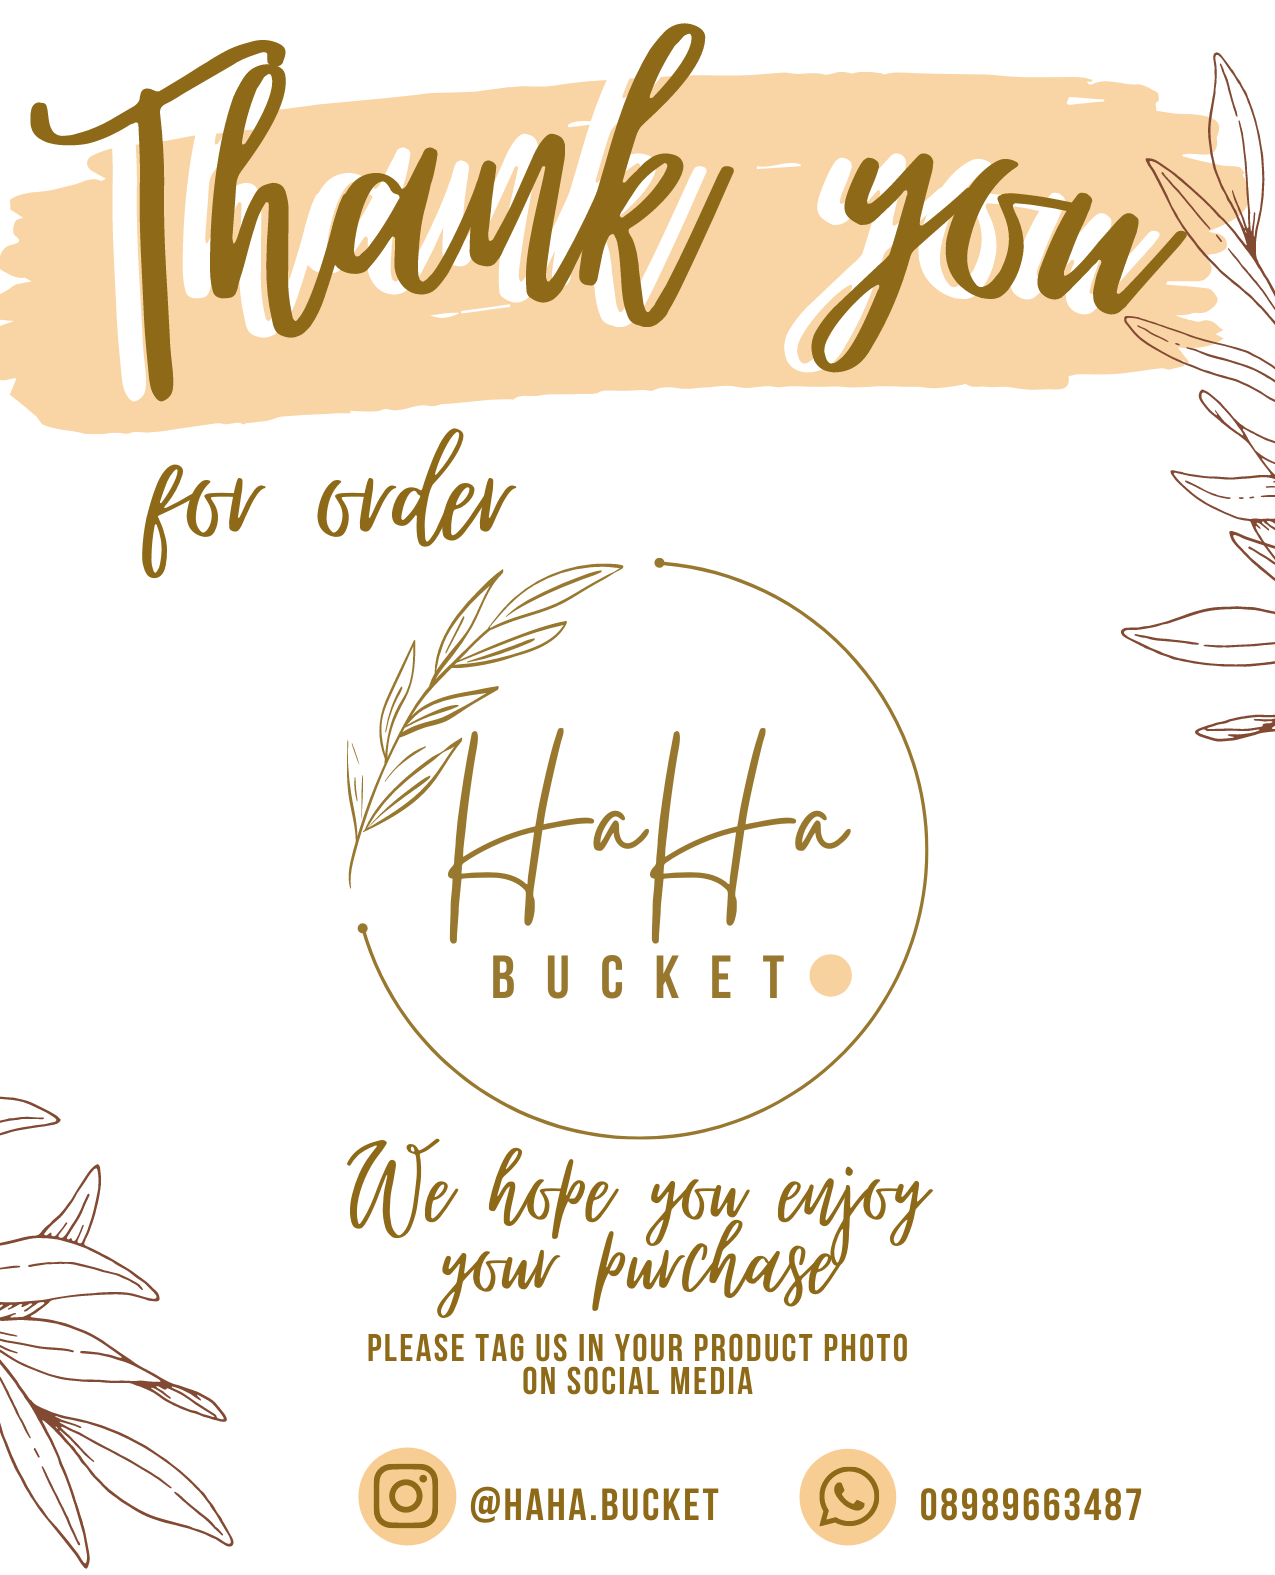 Thank you
for order
HaHa
BUCKET
We hope you enjoy
your purchase
PLEASE TAG US IN YOUR PRODUCT PHOTO
ON SOCIAL MEDIA
@HAHA.BUCKET
08989663487